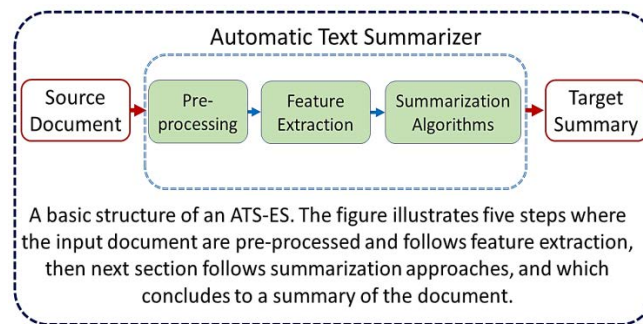 Automatic Text Summarizer
Source
Document
Pre-
processing
Feature
Extraction
Summarization
Algorithms
Target
Summary
A basic structure of an ATS-ES. The figure illustrates five steps where
the input document are pre-processed and follows feature extraction,
then next section follows summarization approaches, and which
concludes to a summary of the document.